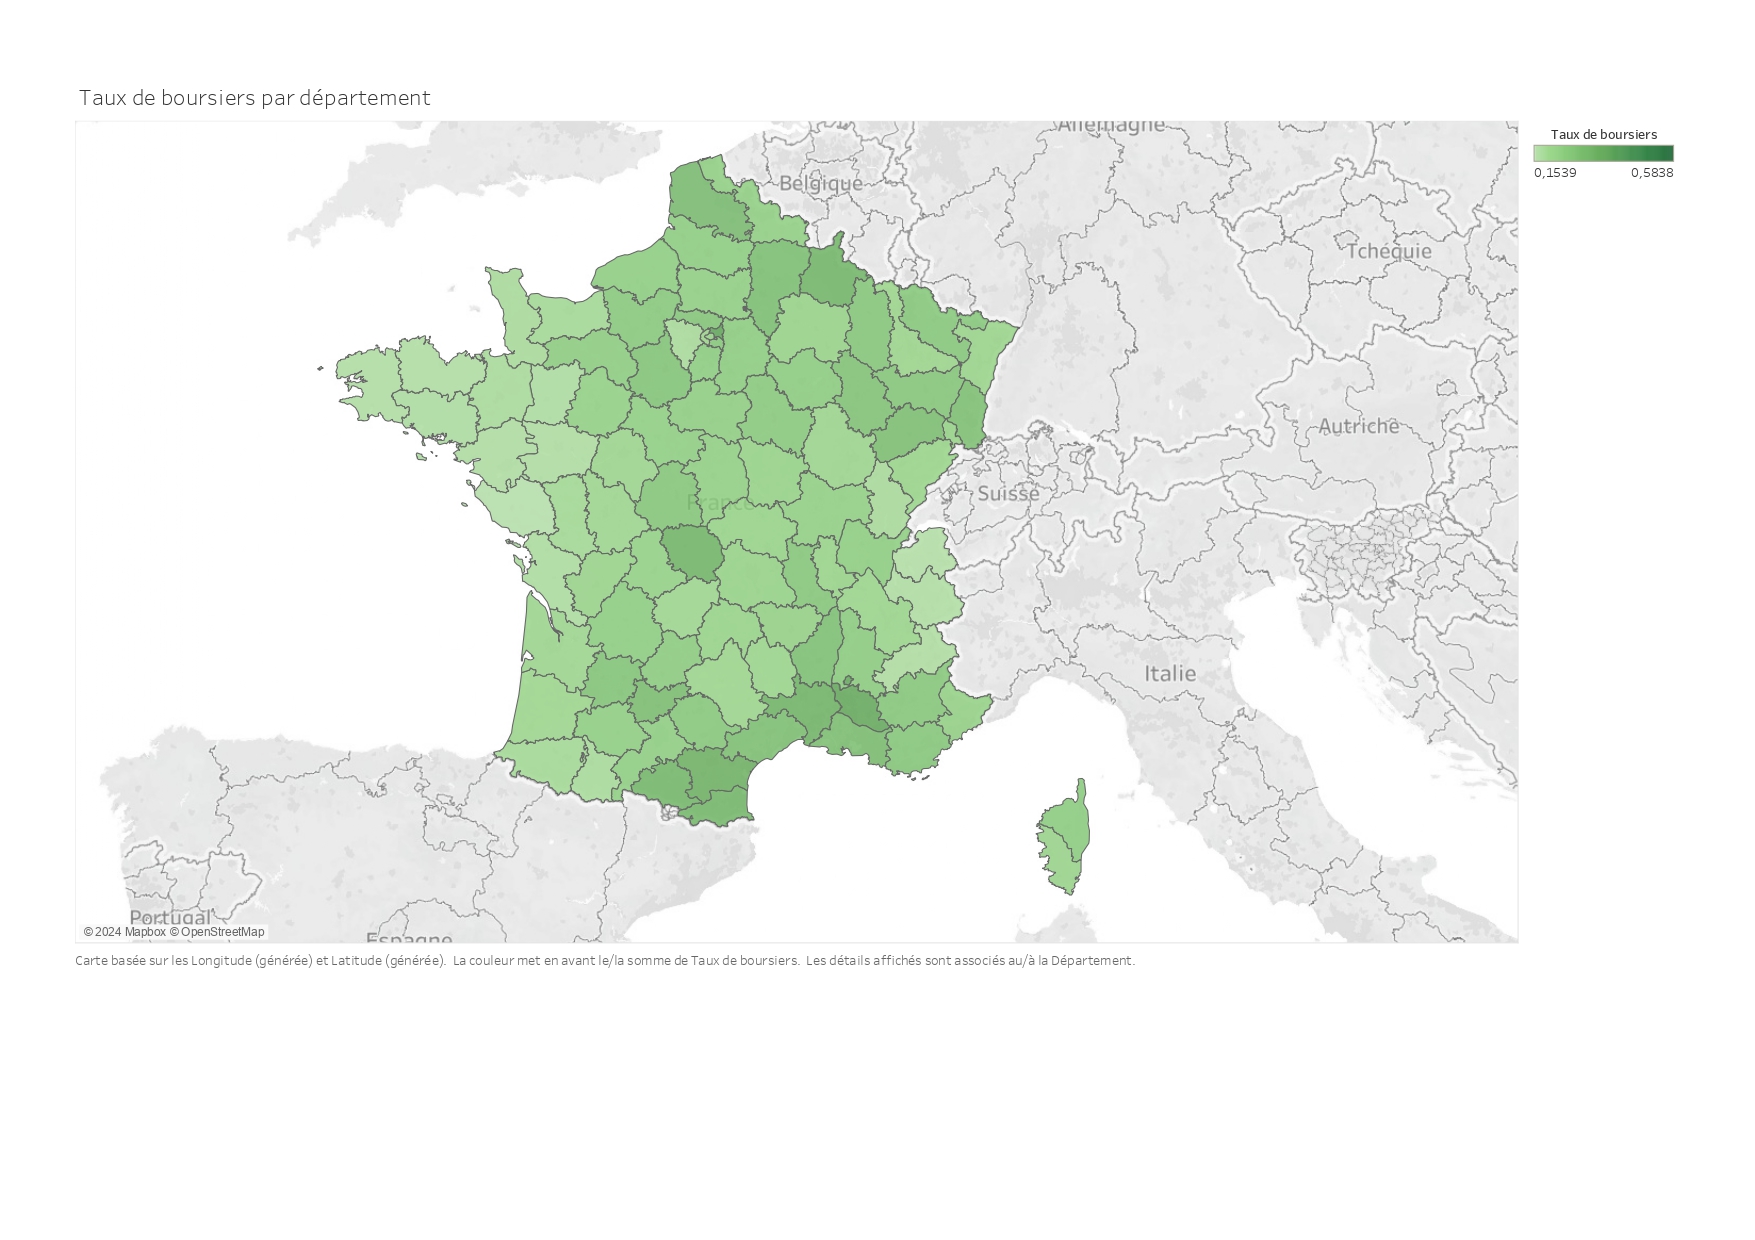 Taux de boursiers par département
Allemagne
Taux de boursiers
0,1539 0,5838
Belgique
Tchéquie
Autriche
Suisse
France
Italie
Portugal
Espagne
© 2024 Mapbox © OpenStreetMap
Carte basée sur les Longitude (générée) et Latitude (générée). La couleur met en avant le/la somme de Taux de boursiers. Les détails affichés sont associés au/à la Département.